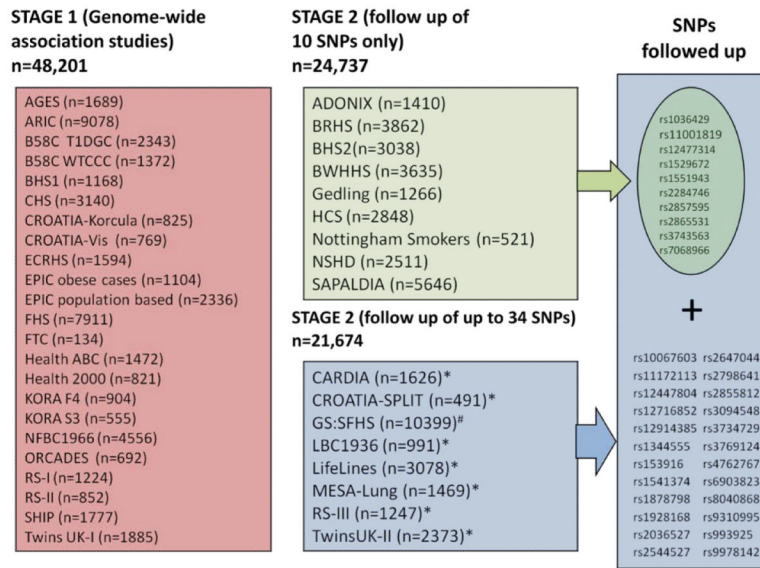 STAGE 1 (Genome-wide
association studies)
n=48,201
AGES (n=1689)
ARIC (n=9078)
B58C T1DGC (n=2343)
B58C WTCCC (n=1372)
BHS1 (n=1168)
CHS (n=3140)
CROATIA-Korcula (n=825)
CROATIA-Vis (n=769)
ECRHS (n=1594)
EPIC obese cases (n=1104)
EPIC population based (n=2336)
FHS (n=7911)
FTC (n=134)
Health ABC (n=1472)
Health 2000 (n=821)
KORA F4 (n=904)
KORA S3 (n=555)
NFBC1966 (n=4556)
ORCADES (n=692)
RS-I (n=1224)
RS-II (n=852)
SHIP (n=1777)
Twins UK-I (n=1885)
STAGE 2 (follow up of
10 SNPs only)
n=24,737
ADONIX (n=1410)
BRHS (n=3862)
BHS2(n=3038)
BWHHS (n=3635)
Gedling (n=1266)
HCS (n=2848)
Nottingham Smokers (n=521)
NSHD (n=2511)
SAPALDIA (n=5646)
STAGE 2 (follow up of up to 34 SNPs)
n=21,674
CARDIA (n=1626)*
CROATIA-SPLIT (n=491)*
GS:SFHS (n=10399)#
LBC1936 (n=991)*
LifeLines (n=3078)*
MESA-Lung (n=1469)*
RS-III (n=1247)*
TwinsUK-II (n=2373)*
SNPs
followed up
rs1036429
rs11001819
rs12477314
rs1529672
rs1551943
rs2284746
rs2857595
rs2865531
rs3743563
rs7068966
+
rs10067603 rs2647044
rs11172113 rs2798641
rs12447804 rs2855812
rs12716852 rs3094548
rs12914385 rs3734729
rs1344555 rs3769124
rs153916 rs4762767
rs1541374 rs6903823
rs1878798 rs8040868
rs1928168 rs9310995
rs2036527 rs993925
rs2544527 rs9978142